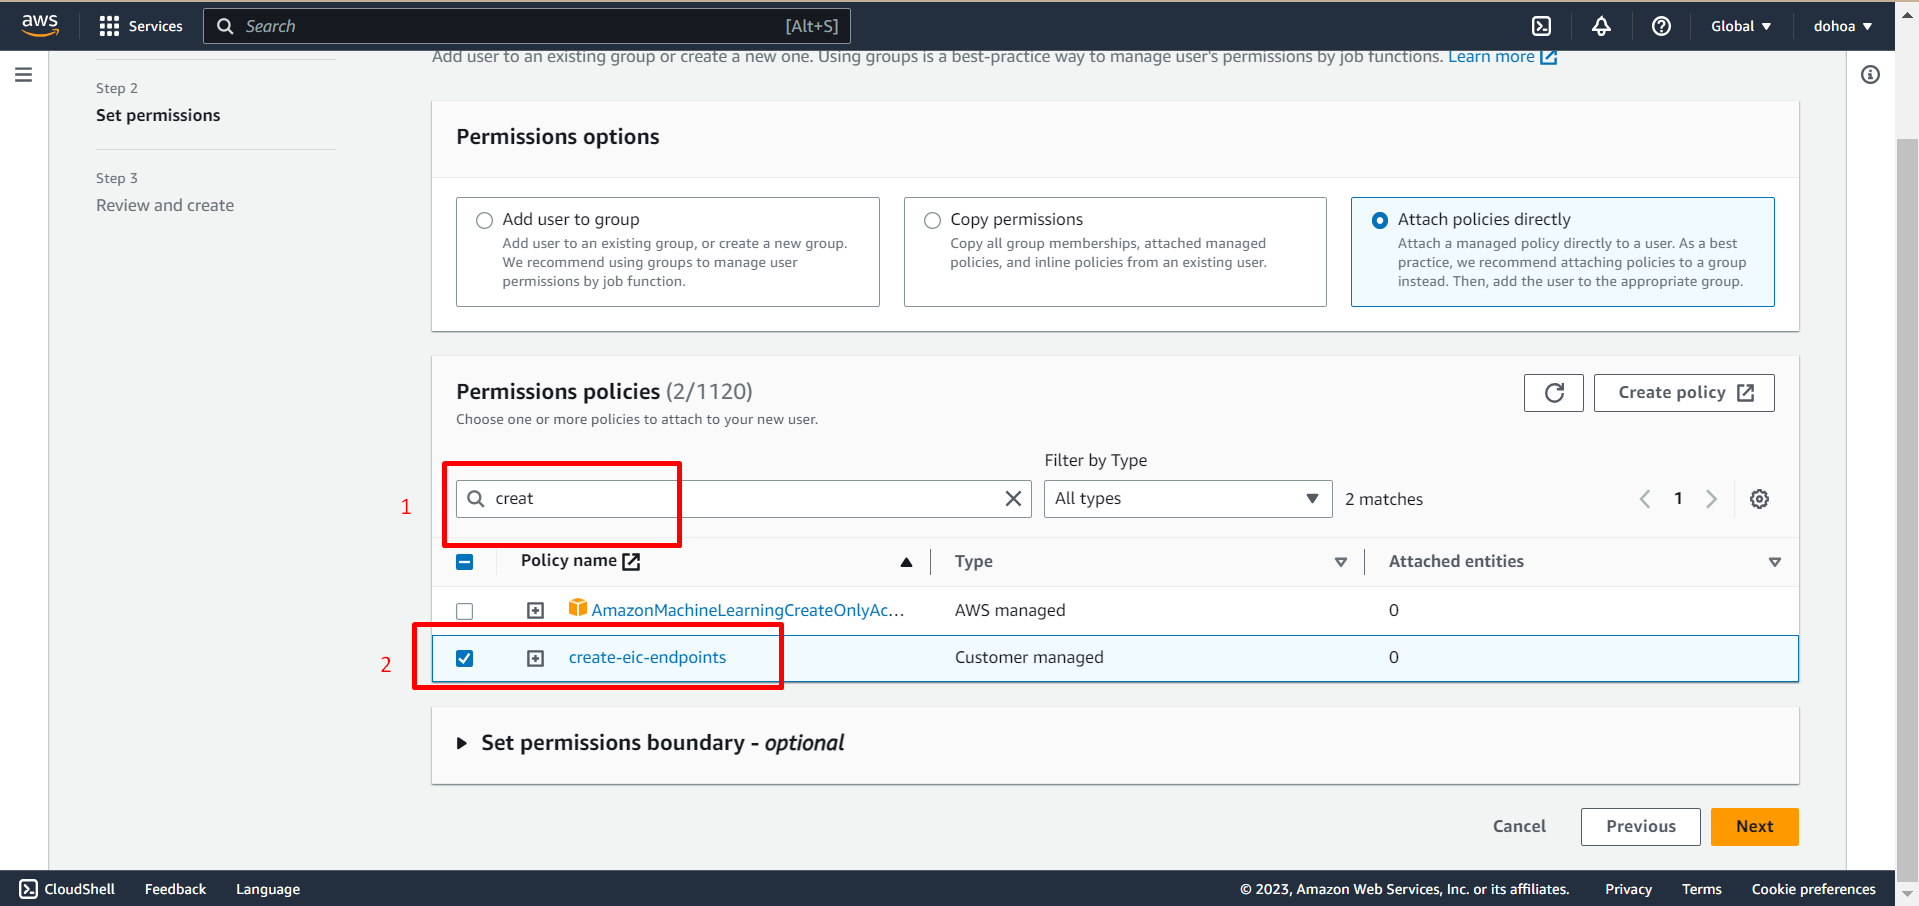 aws
Services
Search
[Alt+S]
Global
dohoa
Add user to an existing group or create a new one. Using groups is a best-practice way to manage user's permissions by job functions. Learn more
Step 2
Set permissions
Step 3
Review and create
Permissions options
Add user to group
Add user to an existing group, or create a new group.
We recommend using groups to manage user
permissions by job function.
Copy permissions
Copy all group memberships, attached managed
policies, and inline policies from an existing user.
Attach policies directly
Attach a managed policy directly to a user. As a best
practice, we recommend attaching policies to a group
instead. Then, add the user to the appropriate group.
Permissions policies (2/1120)
Choose one or more policies to attach to your new user.
Create policy
Filter by Type
1
creat
All types
2 matches
1
Policy name
Type
Attached entities
AmazonMachineLearningCreateOnlyAc...
AWS managed
0
2
create-eic-endpoints
Customer managed
0
Set permissions boundary - optional
Cancel
Previous
Next
CloudShell
Feedback
Language
© 2023, Amazon Web Services, Inc. or its affiliates.
Privacy
Terms
Cookie preferences